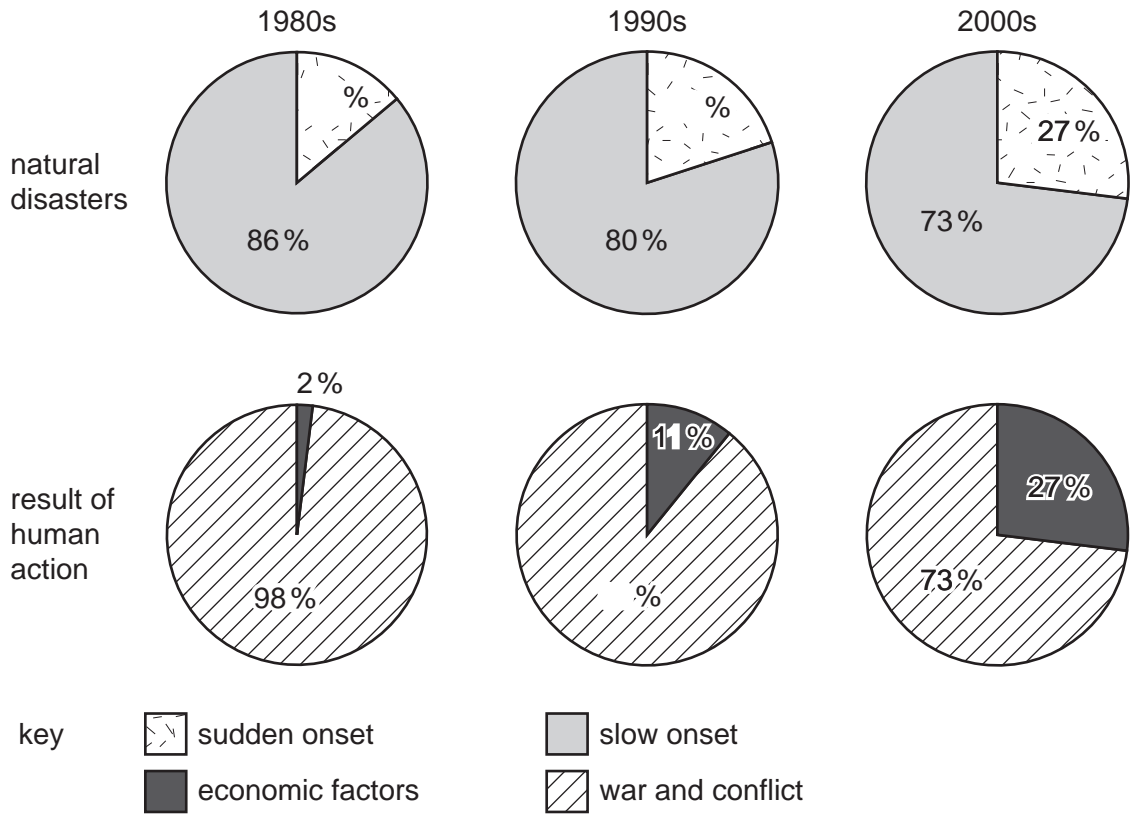 1980s
1990s
2000s
natural
disasters
%
86 %
%
80 %
27 %
73 %
result of
human
action
2 %
98 %
11 %
%
27 %
73 %
key
sudden onset
slow onset
economic factors
war and conflict